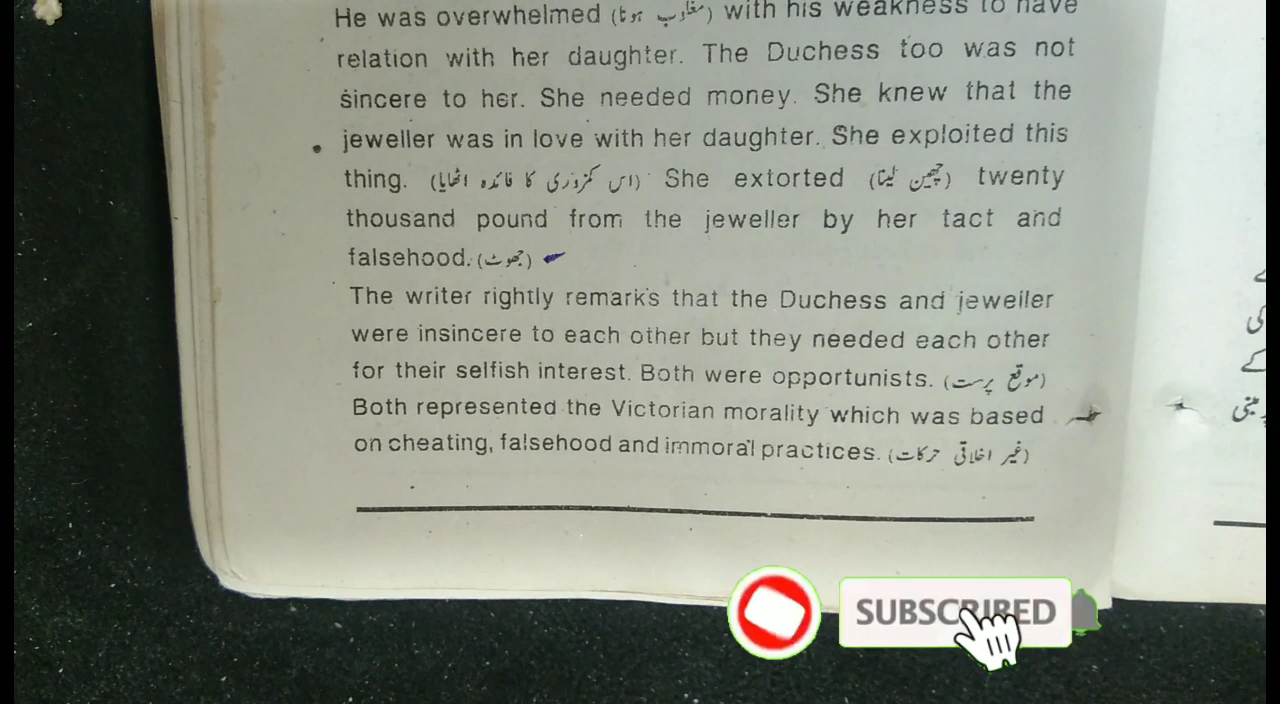 He was overwhelmed (مغلوب ہونا) with his weakness to have
relation with her daughter. The Duchess too was not
sincere to her. She needed money. She knew that the
jeweller was in love with her daughter. She exploited this
thing. (اس کمزوری کا فائدہ اٹھایا) She extorted (چھین لینا) twenty
thousand pound from the jeweller by her tact and
falsehood. (جھوٹ)
The writer rightly remarks that the Duchess and jeweller
were insincere to each other but they needed each other
for their selfish interest. Both were opportunists. (موقع پرست)
Both represented the Victorian morality which was based
on cheating, falsehood and immoral practices. (غیر اخلاقی حرکات)
کی
کے
SUBSCRIBED